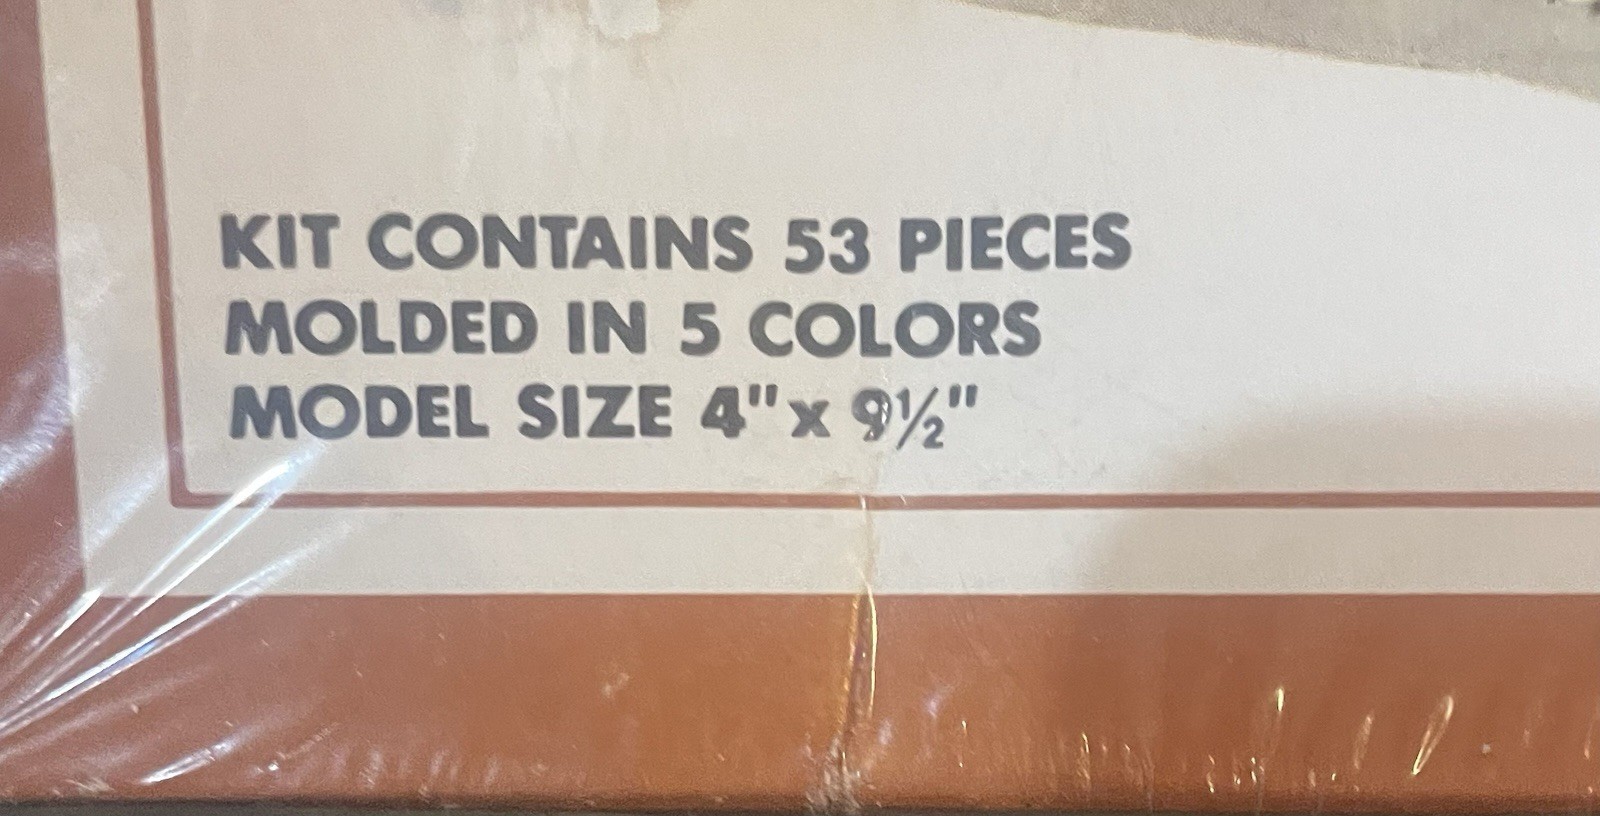 KIT CONTAINS 53 PIECES
MOLDED IN 5 COLORS
MODEL SIZE 4" x 9½"